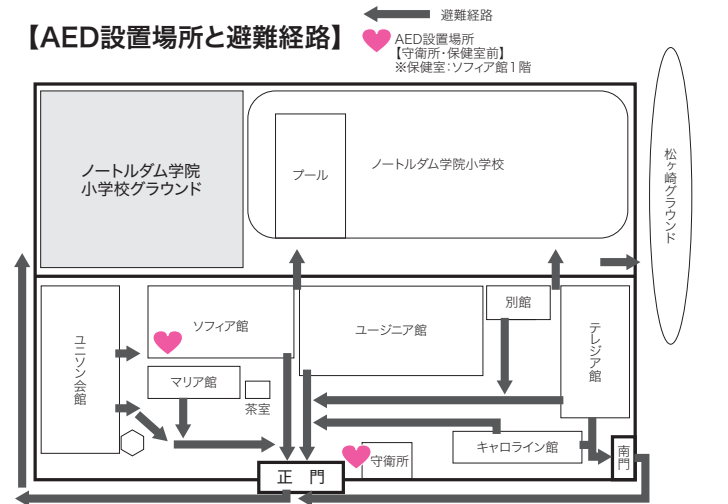 【AED設置場所と避難経路】
避難経路
AED設置場所
【守衛所・保健室前】
※保健室：ソフィア館1階
ノートルダム学院
小学校グラウンド
プール
ノートルダム学院小学校
松ヶ崎グラウンド
ユニソン会館
ソフィア館
ユージニア館
別館
テレジア館
マリア館
茶室
キャロライン館
守衛所
南門
正門